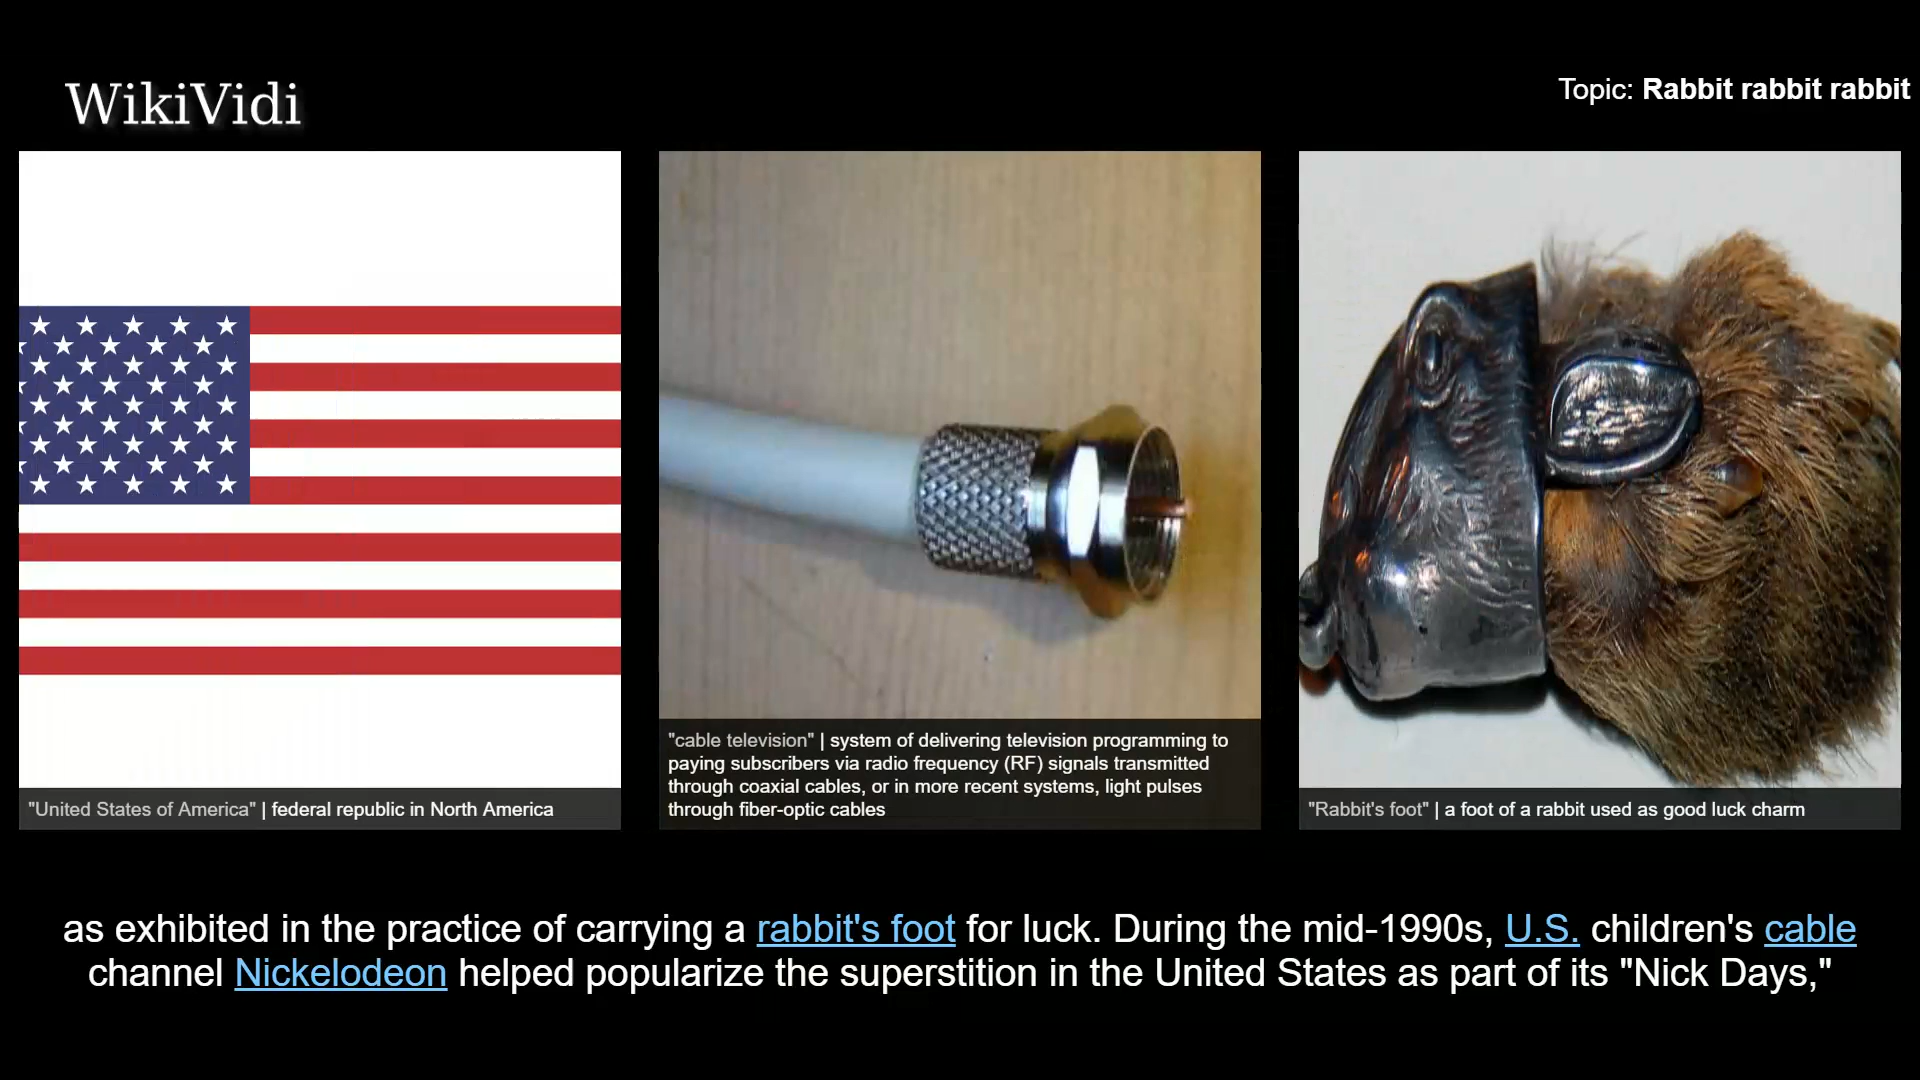 WikiVidi
Topic: Rabbit rabbit rabbit
"United States of America" | federal republic in North America
"cable television" | system of delivering television programming to
paying subscribers via radio frequency (RF) signals transmitted
through coaxial cables, or in more recent systems, light pulses
through fiber-optic cables
"Rabbit's foot" | a foot of a rabbit used as good luck charm
as exhibited in the practice of carrying a rabbit's foot for luck. During the mid-1990s, U.S. children's cable
channel Nickelodeon helped popularize the superstition in the United States as part of its "Nick Days,"